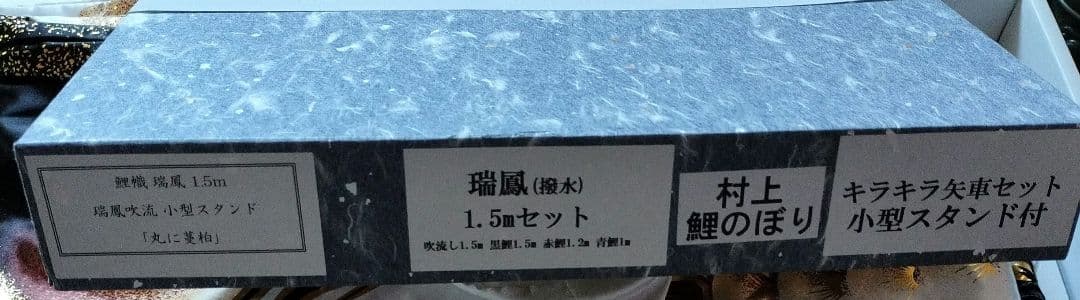 鯉幟 瑞鳳 1.5m
瑞鳳吹流 小型スタンド
「丸に蔓柏」
瑞鳳(撥水)
1.5mセット
吹流し1.5m 黒鯉1.5m 赤鯉1.2m 青鯉1m
村上
鯉のぼり
キラキラ矢車セット
小型スタンド付